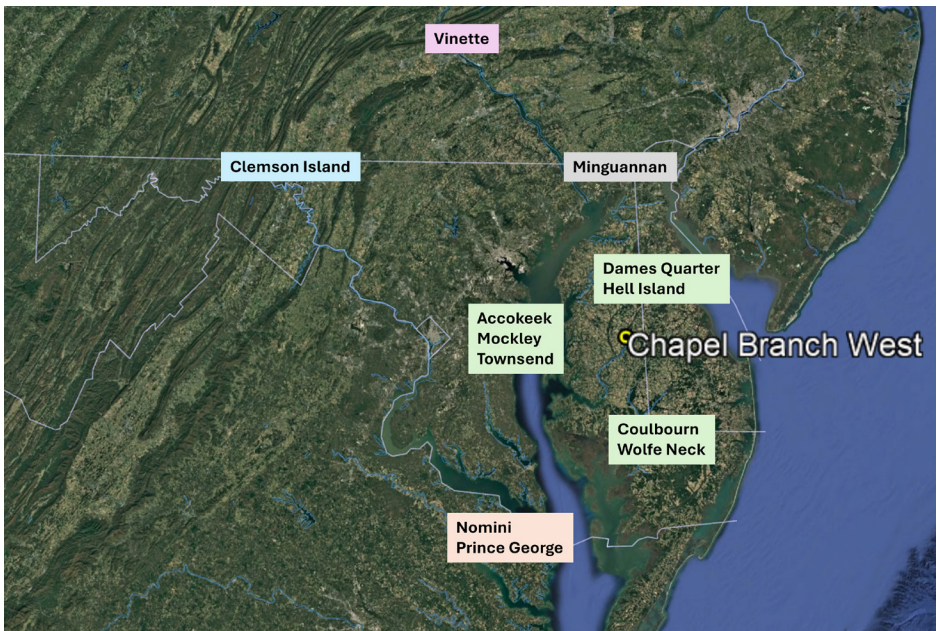 Vinette
Clemson Island
Minguannan
Dames Quarter
Hell Island
Accokeek
Mockley
Townsend
Chapel Branch West
Coulbourn
Wolfe Neck
Nomini
Prince George